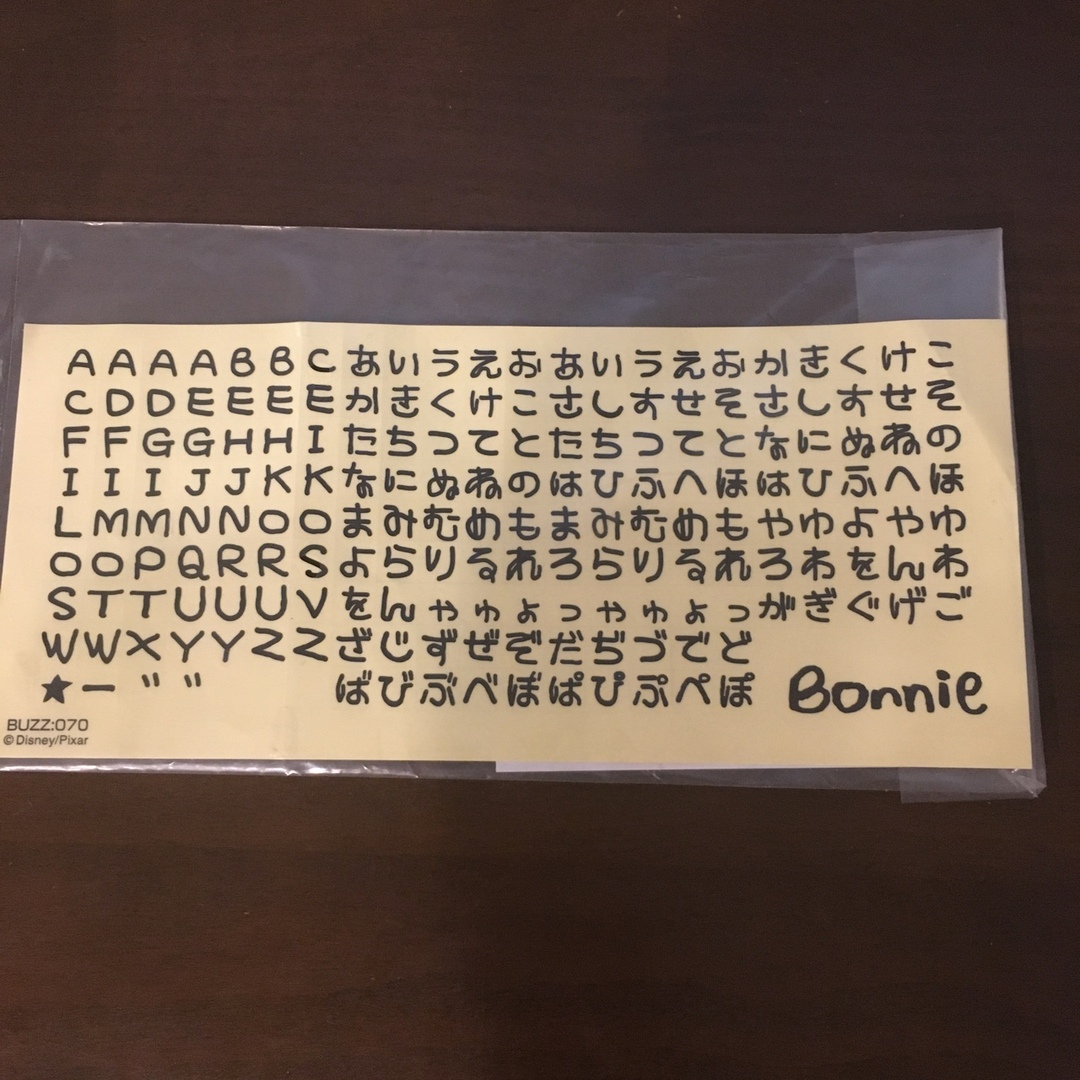 AAAABBCあいうえおあいうえおかきくけこ
CDDEEEEかきくけこさしすせそさしすせそ
FFGGHHIたちつてとたちつてとなにぬねの
IIIJJKKなにぬねのはひふへほはひふへほ
LMMNNOOまみむめもまみむめもやゆよやゆ
OOPQRRSよらりるれろらりるれろわをんわ
STTUUUVをんゃゅょっゃゅょっがぎぐげご
WWXYYZZざじずぜぞだぢづでど
★ー゛゛ばびぶべぼぱぴぷぺぽ Bonnie
BUZZ:070
©Disney/Pixar